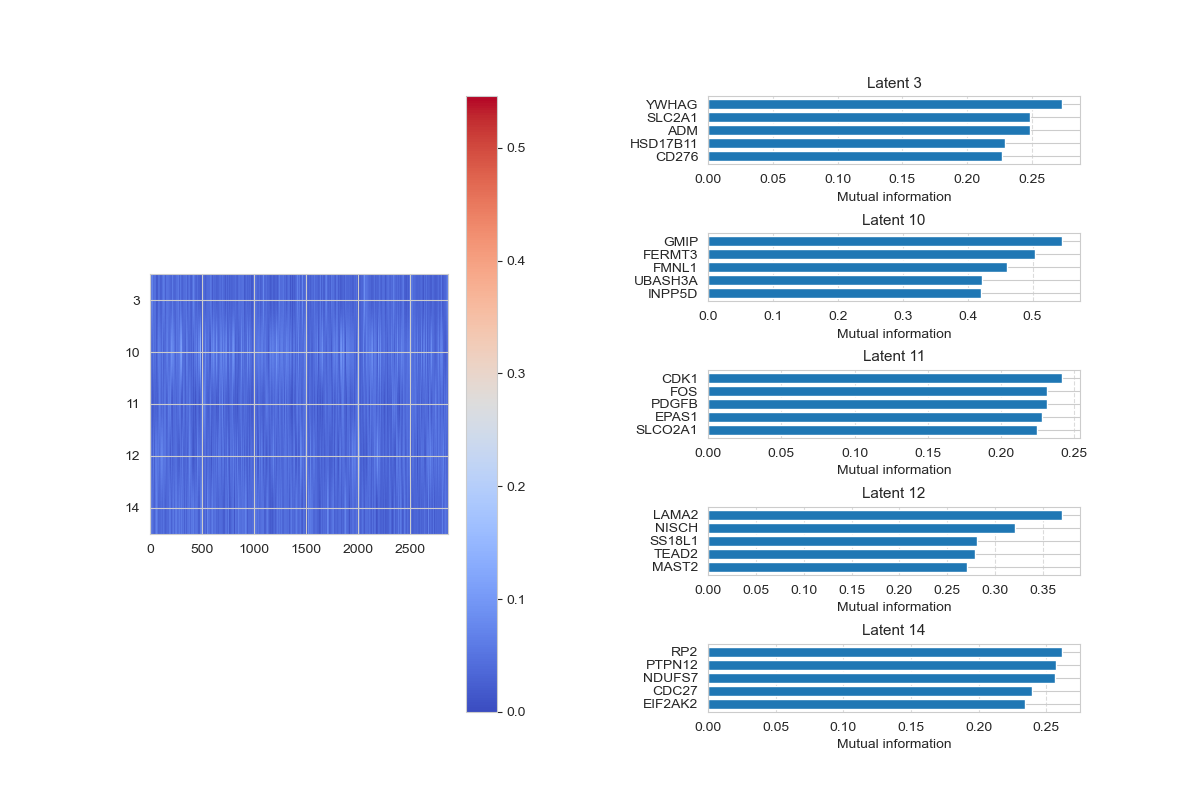 3
10
11
12
14
0 500 1000 1500 2000 2500
0.5
0.4
0.3
0.2
0.1
0.0
Latent 3
YWHAG
SLC2A1
ADM
HSD17B11
CD276
0.00 0.05 0.10 0.15 0.20 0.25
Mutual information
Latent 10
GMIP
FERMT3
FMNL1
UBASH3A
INPP5D
0.0 0.1 0.2 0.3 0.4 0.5
Mutual information
Latent 11
CDK1
FOS
PDGFB
EPAS1
SLCO2A1
0.00 0.05 0.10 0.15 0.20 0.25
Mutual information
Latent 12
LAMA2
NISCH
SS18L1
TEAD2
MAST2
0.00 0.05 0.10 0.15 0.20 0.25 0.30 0.35
Mutual information
Latent 14
RP2
PTPN12
NDUFS7
CDC27
EIF2AK2
0.00 0.05 0.10 0.15 0.20 0.25
Mutual information